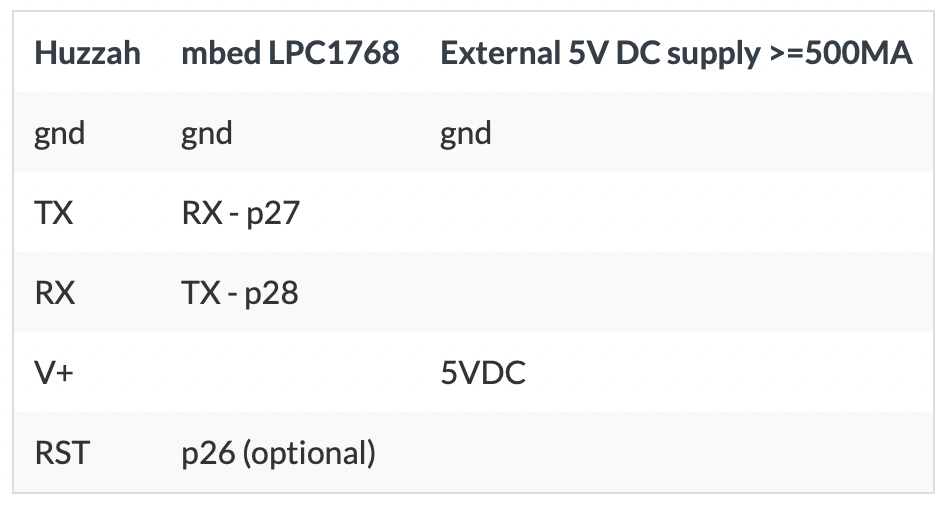 Huzzah mbed LPC1768 External 5V DC supply >=500MA
gnd gnd gnd
TX RX - p27
RX TX - p28
V+ 5VDC
RST p26 (optional)